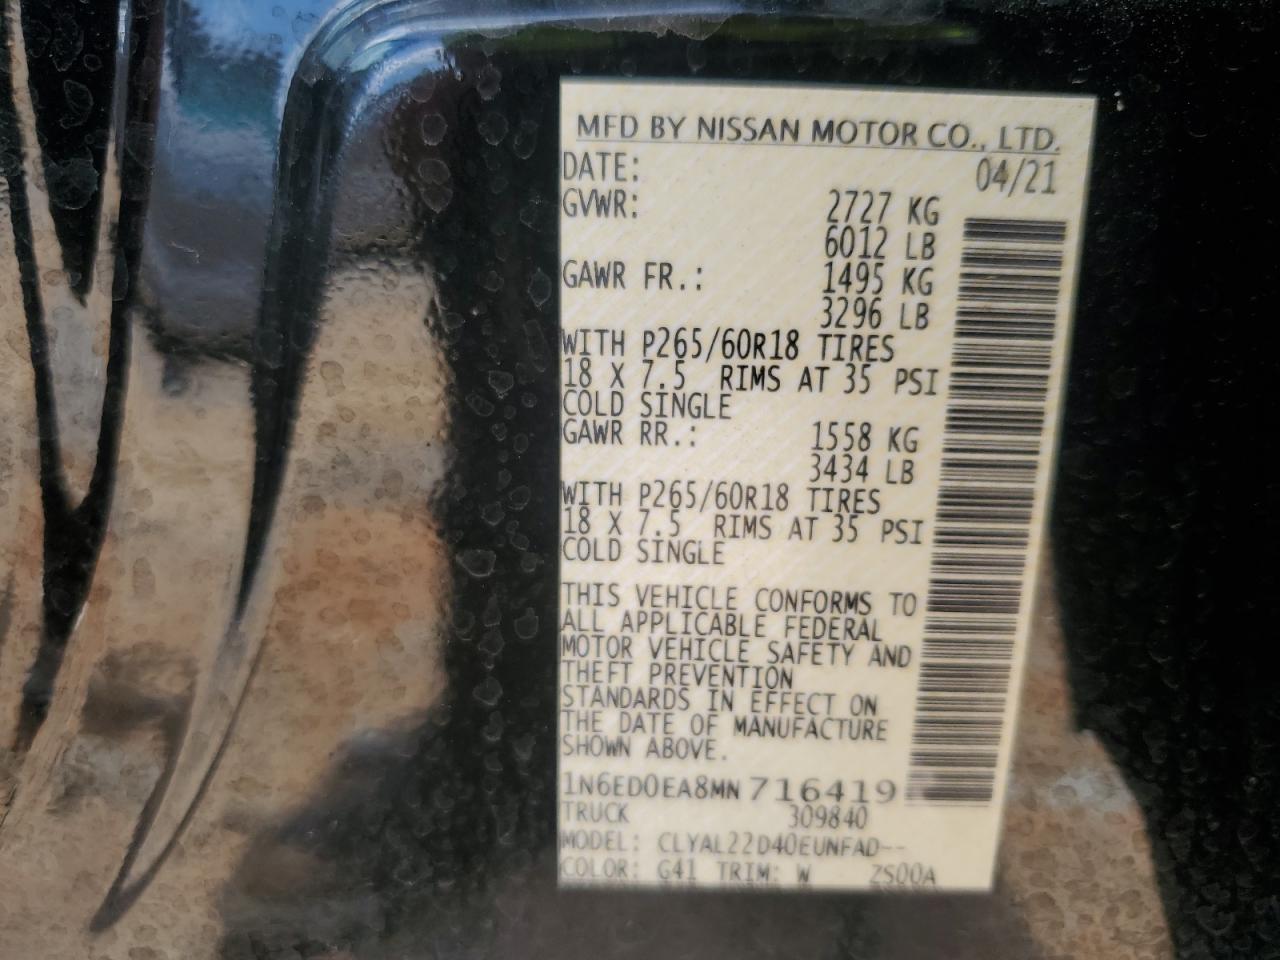 MFD BY NISSAN MOTOR CO., LTD.
DATE: 04/21
GVWR: 2727 KG
6012 LB
GAWR FR.: 1495 KG
3296 LB
WITH P265/60R18 TIRES
18 X 7.5 RIMS AT 35 PSI
COLD SINGLE
GAWR RR.: 1558 KG
3434 LB
WITH P265/60R18 TIRES
18 X 7.5 RIMS AT 35 PSI
COLD SINGLE
THIS VEHICLE CONFORMS TO
ALL APPLICABLE FEDERAL
MOTOR VEHICLE SAFETY AND
THEFT PREVENTION
STANDARDS IN EFFECT ON
THE DATE OF MANUFACTURE
SHOWN ABOVE.
1N6ED0EA8MN716419
TRUCK 309840
MODEL: CLYAL22D40EUNFAD--
COLOR: G41 TRIM: W ZS00A